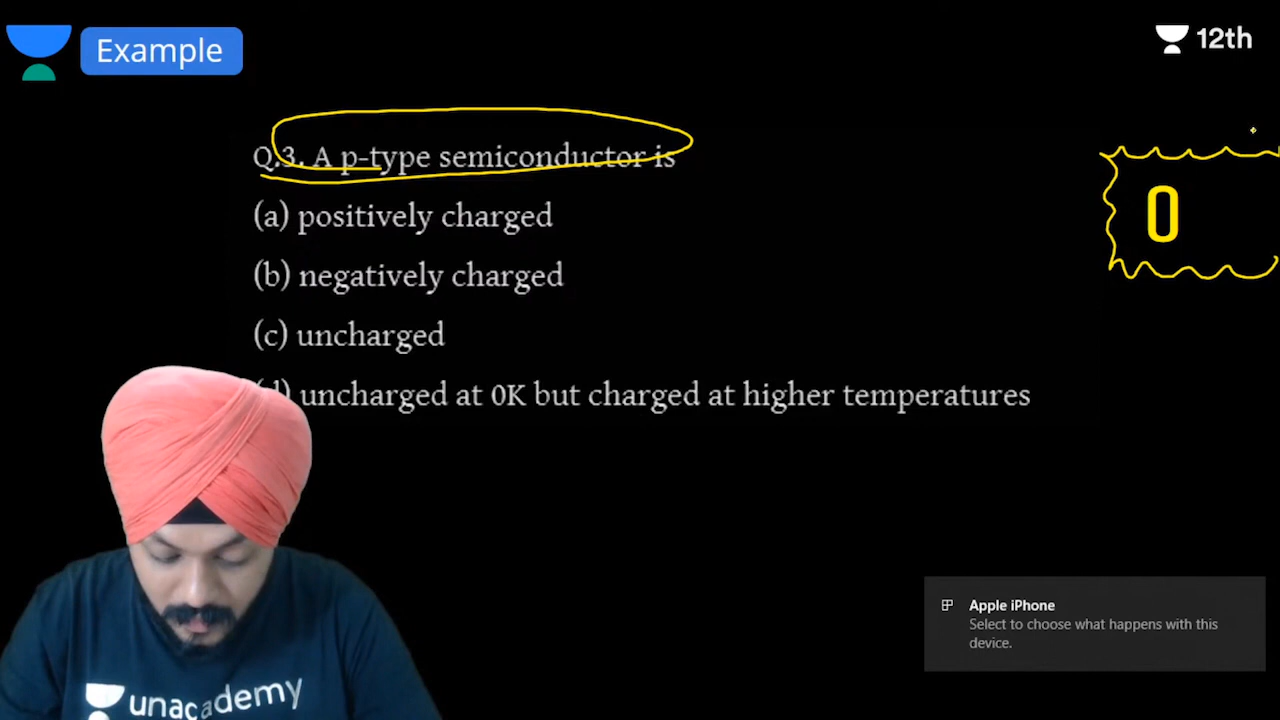 Example
12th
Q.3. A p-type semiconductor is
(a) positively charged
(b) negatively charged
(c) uncharged
(d) uncharged at 0K but charged at higher temperatures
0
Apple iPhone
Select to choose what happens with this
device.
unacademy